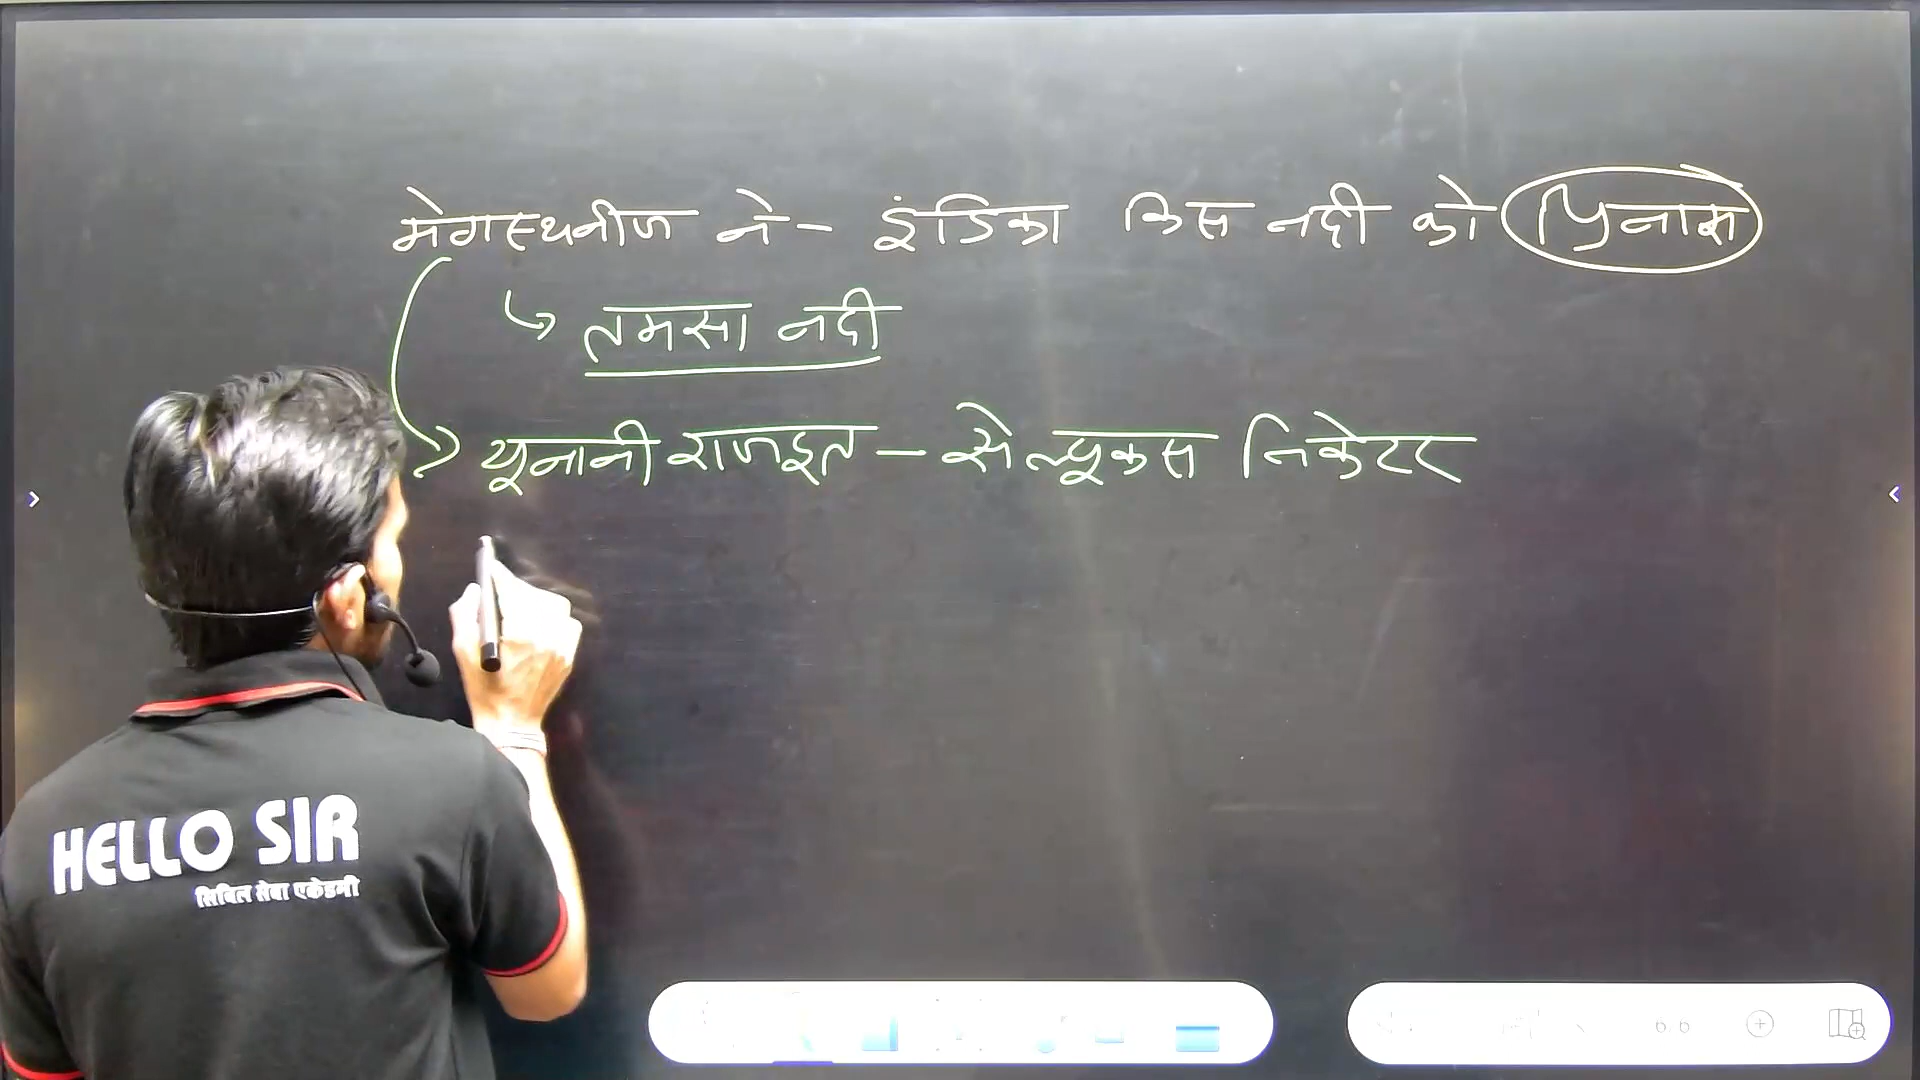 मेगस्थनीज ने - इंडिका किस नदी को प्रिनास
तमसा नदी
यूनानी राजदूत - सेल्यूकस निकेटर
HELLO SIR
सिविल सेवा एकेडमी